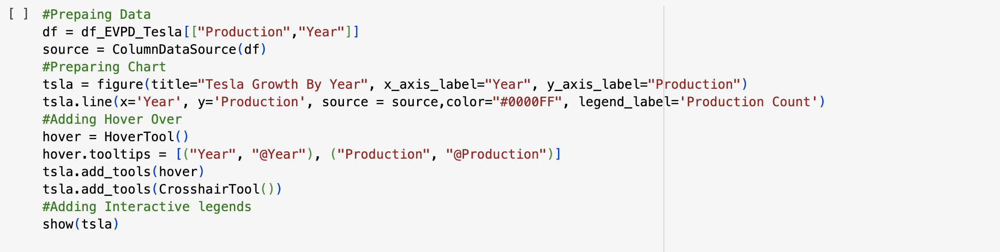 [ ] #Prepaing Data
df = df_EVPD_Tesla[["Production","Year"]]
source = ColumnDataSource(df)
#Preparing Chart
tsla = figure(title="Tesla Growth By Year", x_axis_label="Year", y_axis_label="Production")
tsla.line(x='Year', y='Production', source = source,color="#0000FF", legend_label='Production Count')
#Adding Hover Over
hover = HoverTool()
hover.tooltips = [("Year", "@Year"), ("Production", "@Production")]
tsla.add_tools(hover)
tsla.add_tools(CrosshairTool())
#Adding Interactive legends
show(tsla)